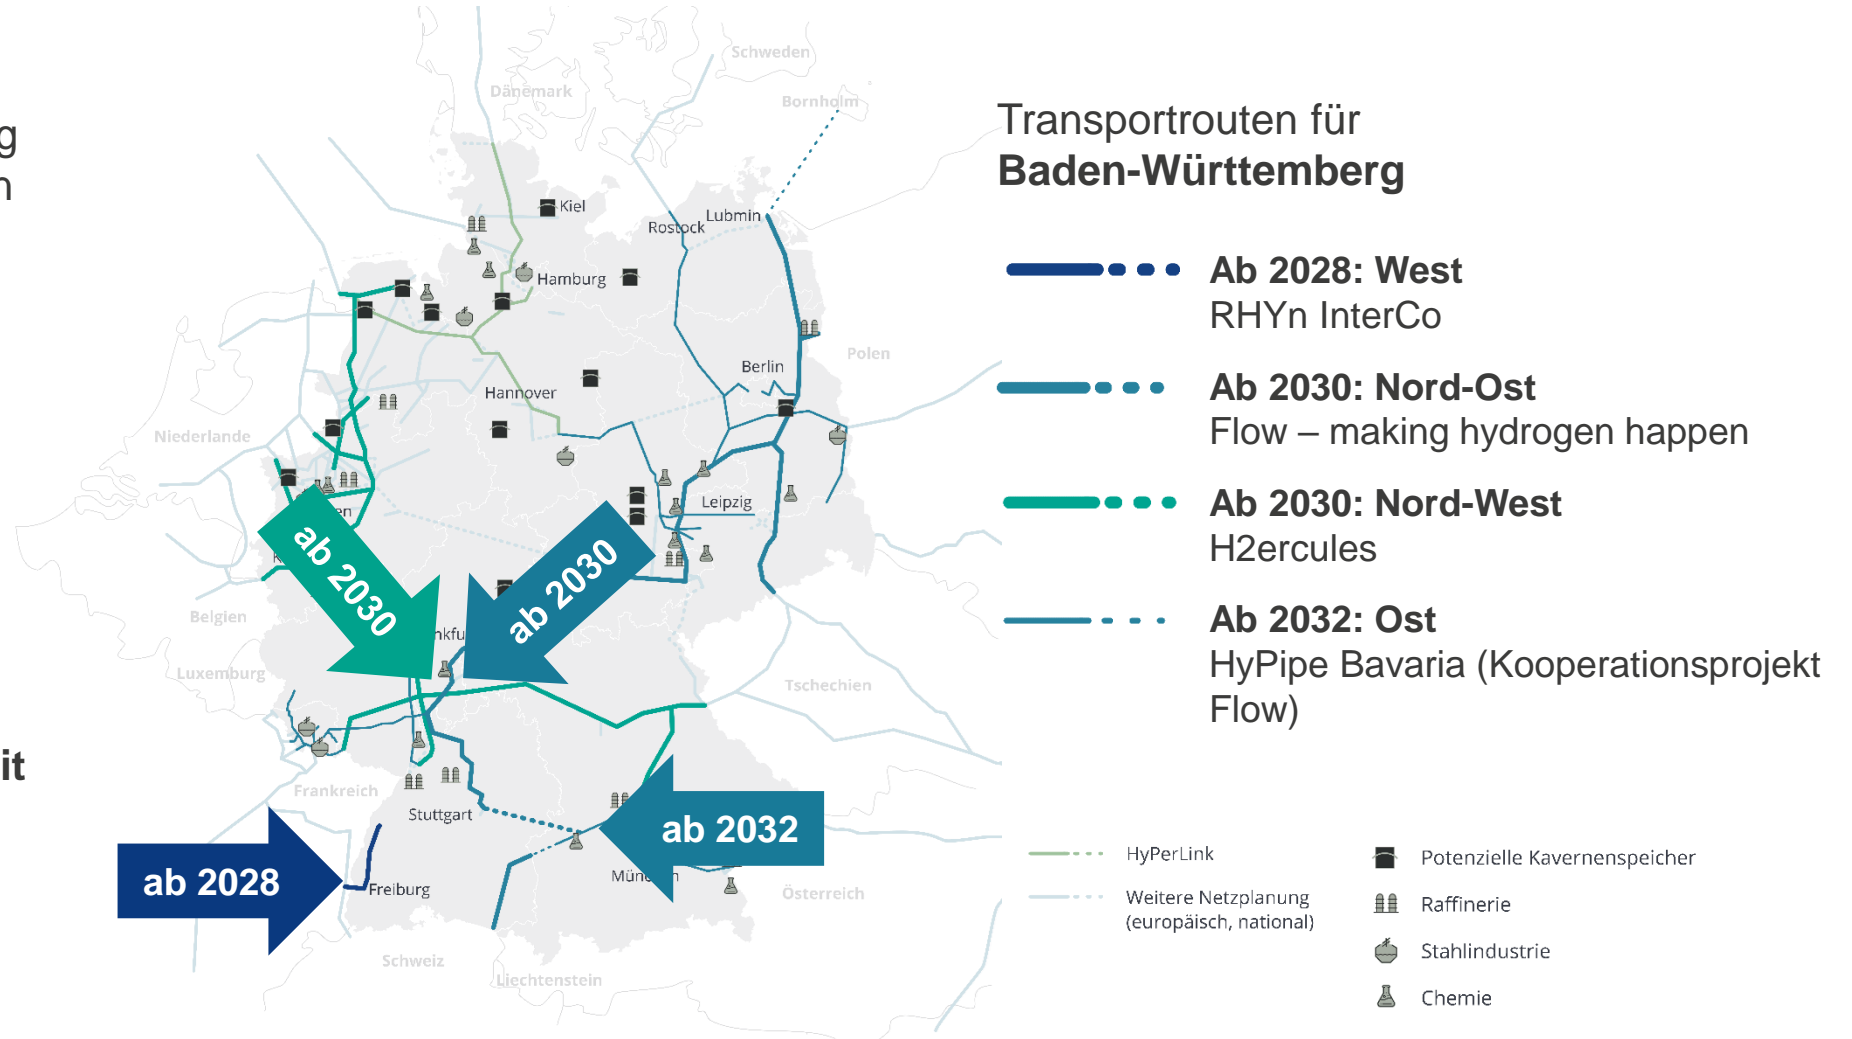 Transportrouten für
Baden-Württemberg
Ab 2028: West
RHYn InterCo
Ab 2030: Nord-Ost
Flow – making hydrogen happen
Ab 2030: Nord-West
H2ercules
Ab 2032: Ost
HyPipe Bavaria (Kooperationsprojekt
Flow)
HyPerLink
Weitere Netzplanung
(europäisch, national)
Potenzielle Kavernenspeicher
Raffinerie
Stahlindustrie
Chemie
Schweden
Dänemark
Bornholm
Kiel
Lubmin
Rostock
Hamburg
Polen
Berlin
Hannover
Niederlande
Leipzig
en
ab 2030
ab 2030
Belgien
nkfu
Luxemburg
Tschechien
Frankreich
Stuttgart
ab 2032
ab 2028
Freiburg
Mün n
Österreich
Schweiz
Liechtenstein
g
n
it